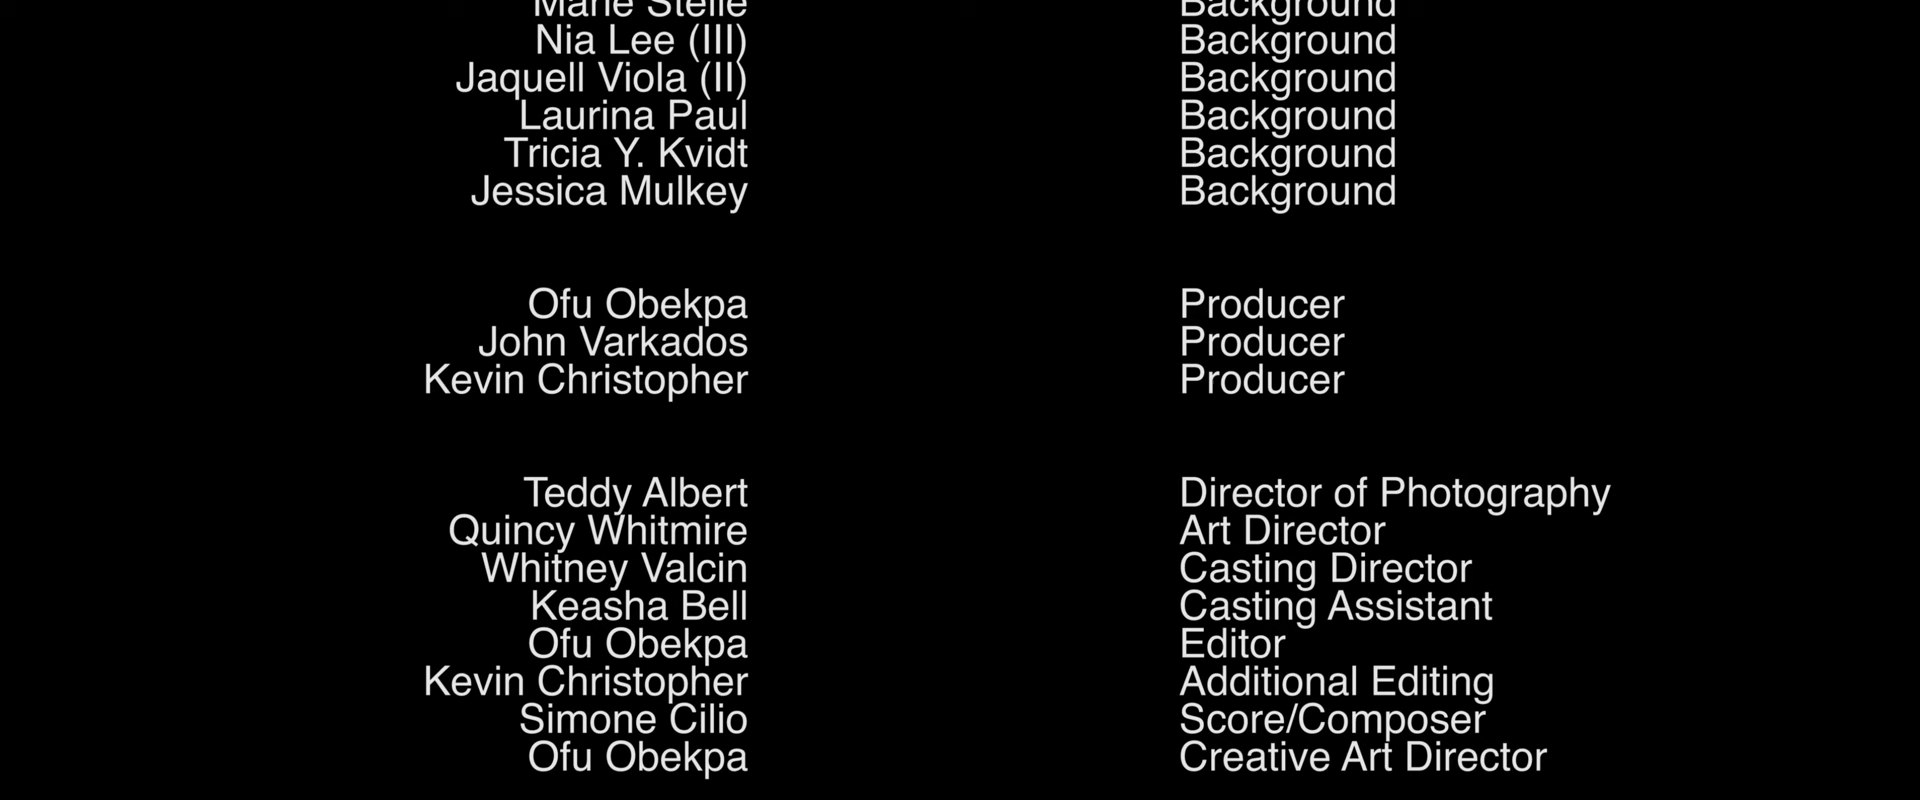 Marie Stelle Background
Nia Lee (III) Background
Jaquell Viola (II) Background
Laurina Paul Background
Tricia Y. Kvidt Background
Jessica Mulkey Background
Ofu Obekpa Producer
John Varkados Producer
Kevin Christopher Producer
Teddy Albert Director of Photography
Quincy Whitmire Art Director
Whitney Valcin Casting Director
Keasha Bell Casting Assistant
Ofu Obekpa Editor
Kevin Christopher Additional Editing
Simone Cilio Score/Composer
Ofu Obekpa Creative Art Director